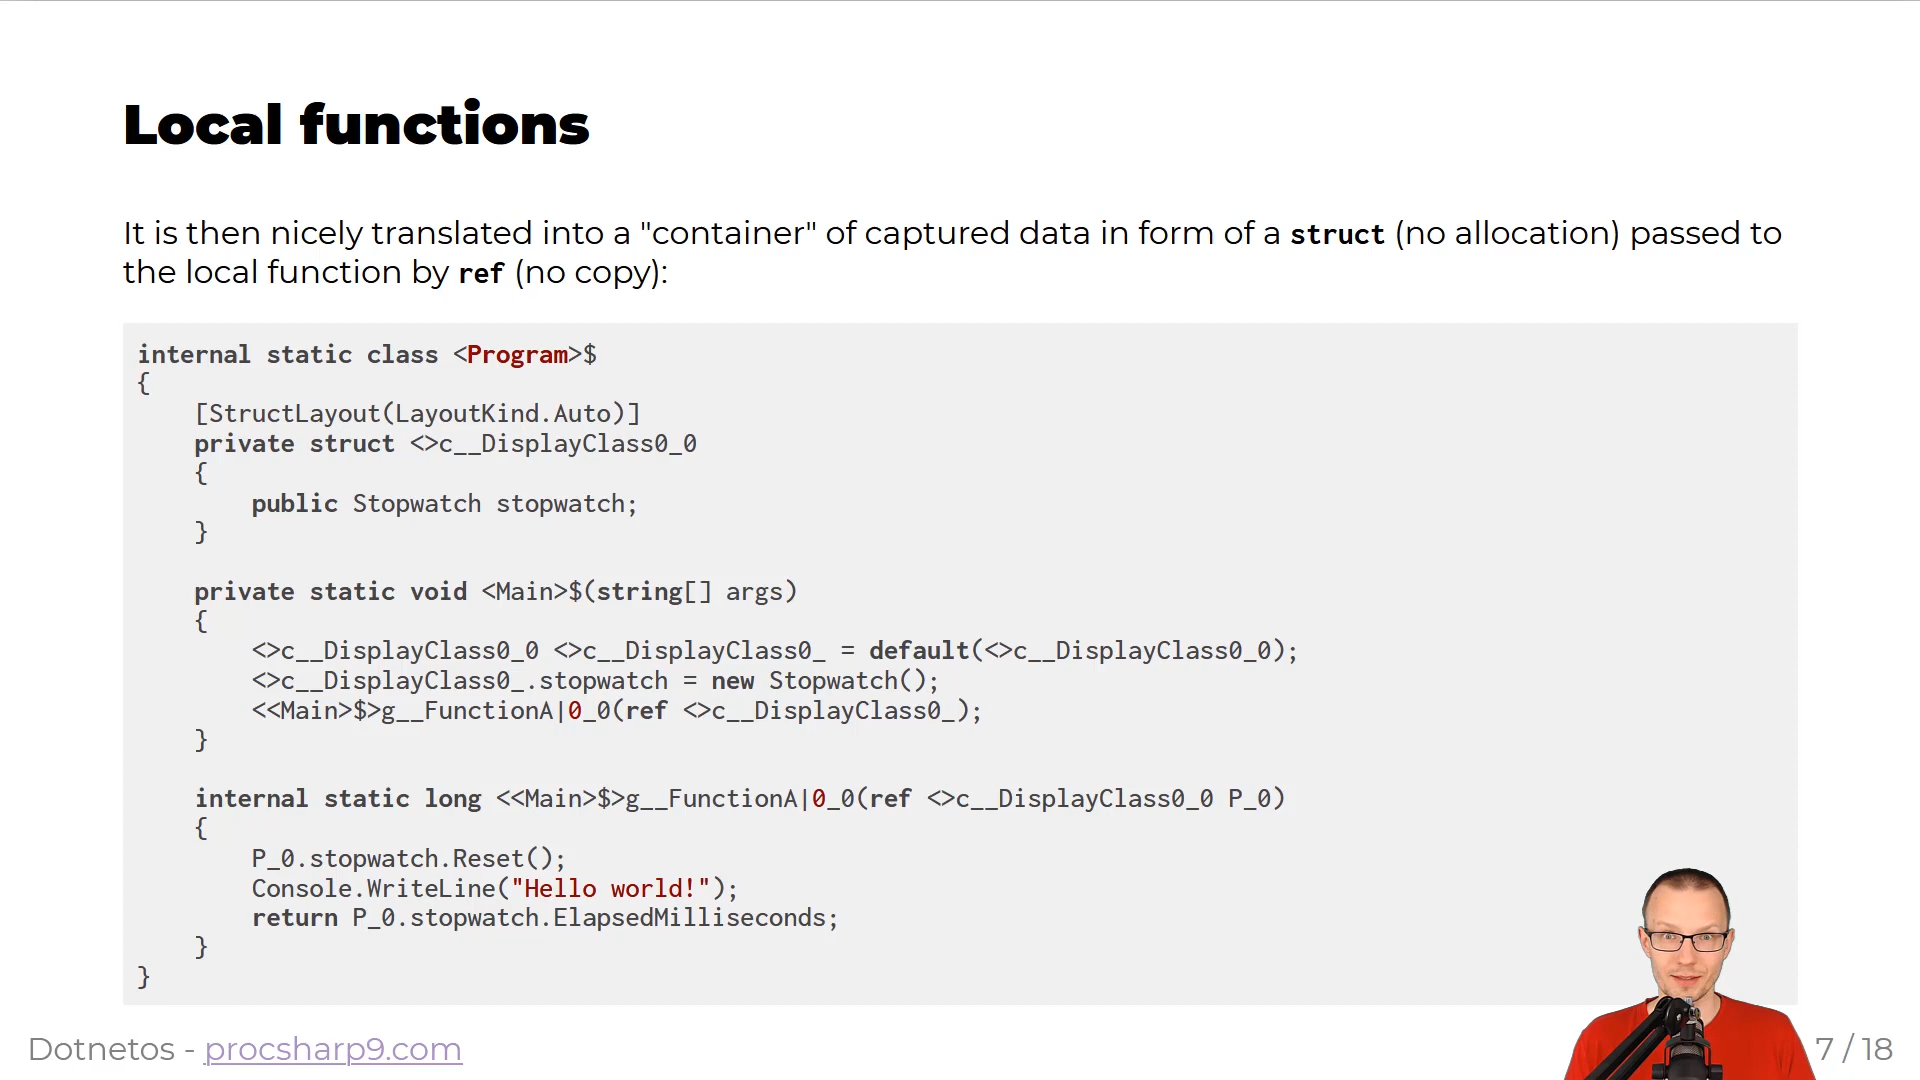 Local functions
It is then nicely translated into a "container" of captured data in form of a struct (no allocation) passed to
the local function by ref (no copy):
internal static class <Program>$
{
    [StructLayout(LayoutKind.Auto)]
    private struct <>c__DisplayClass0_0
    {
        public Stopwatch stopwatch;
    }

    private static void <Main>$(string[] args)
    {
        <>c__DisplayClass0_0 <>c__DisplayClass0_ = default(<>c__DisplayClass0_0);
        <>c__DisplayClass0_.stopwatch = new Stopwatch();
        <<Main>$>g__FunctionA|0_0(ref <>c__DisplayClass0_);
    }

    internal static long <<Main>$>g__FunctionA|0_0(ref <>c__DisplayClass0_0 P_0)
    {
        P_0.stopwatch.Reset();
        Console.WriteLine("Hello world!");
        return P_0.stopwatch.ElapsedMilliseconds;
    }
}
Dotnetos - procsharp9.com
7 / 18